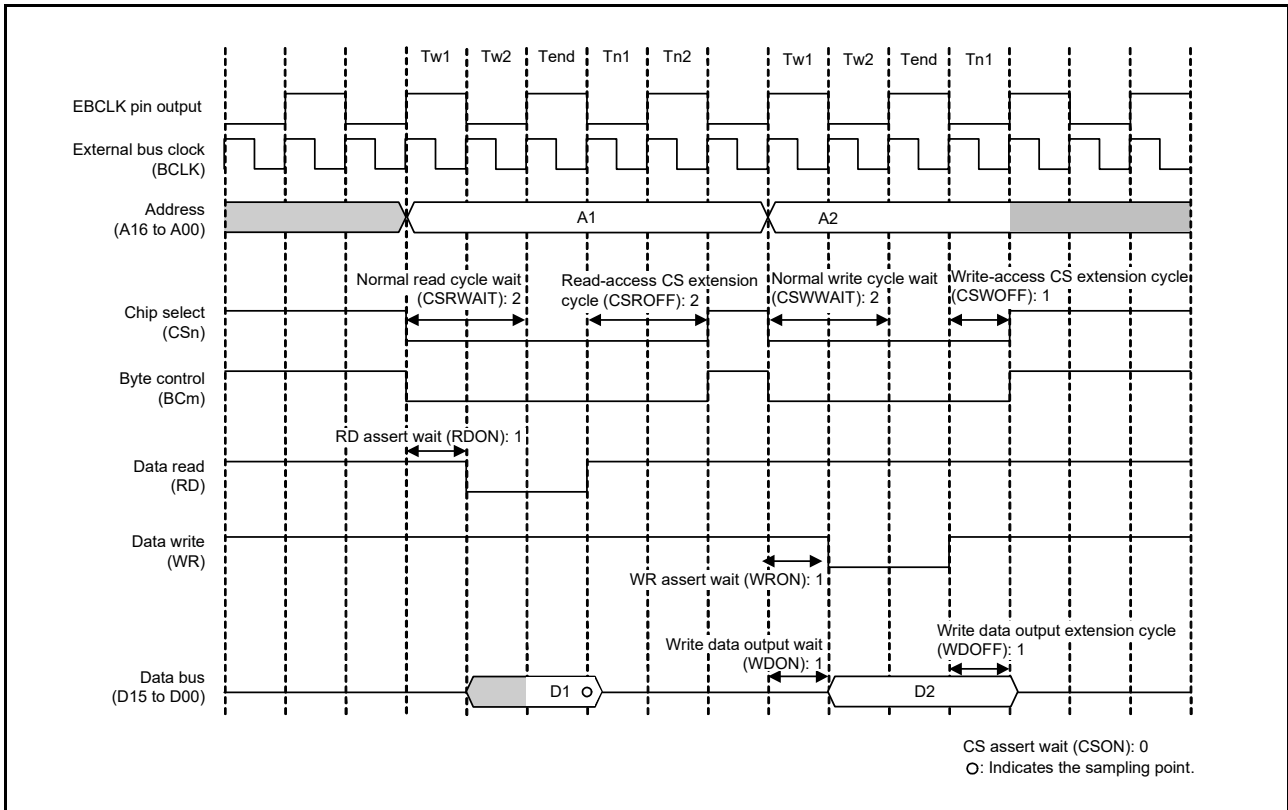 Tw1 Tw2 Tend Tn1 Tn2 Tw1 Tw2 Tend Tn1
EBCLK pin output
External bus clock
(BCLK)
Address
(A16 to A00)
A1 A2
Normal read cycle wait
(CSRWAIT): 2
Read-access CS extension
cycle (CSROFF): 2
Normal write cycle wait
(CSWWAIT): 2
Write-access CS extension cycle
(CSWOFF): 1
Chip select
(CSn)
Byte control
(BCm)
RD assert wait (RDON): 1
Data read
(RD)
Data write
(WR)
WR assert wait (WRON): 1
Write data output wait
(WDON): 1
Write data output extension cycle
(WDOFF): 1
Data bus
(D15 to D00)
D1 D2
CS assert wait (CSON): 0
O: Indicates the sampling point.